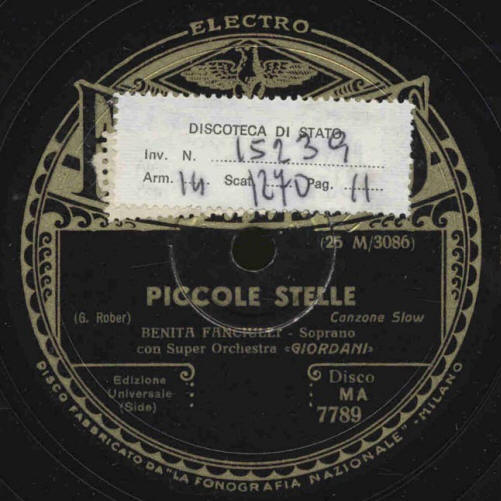 ELECTRO
DISCOTECA DI STATO
Inv. N. 15239
Arm. 14 Scat. 1270 Pag. 11
(25 M/3086)
PICCOLE STELLE
(G. Rober) Canzone Slow
BENITA FANCIULLI - Soprano
con Super Orchestra «GIORDANI»
Edizione
Universale
(Side)
Disco
MA
7789
DISCO FABBRICATO DA "LA FONOGRAFIA NAZIONALE" - MILANO